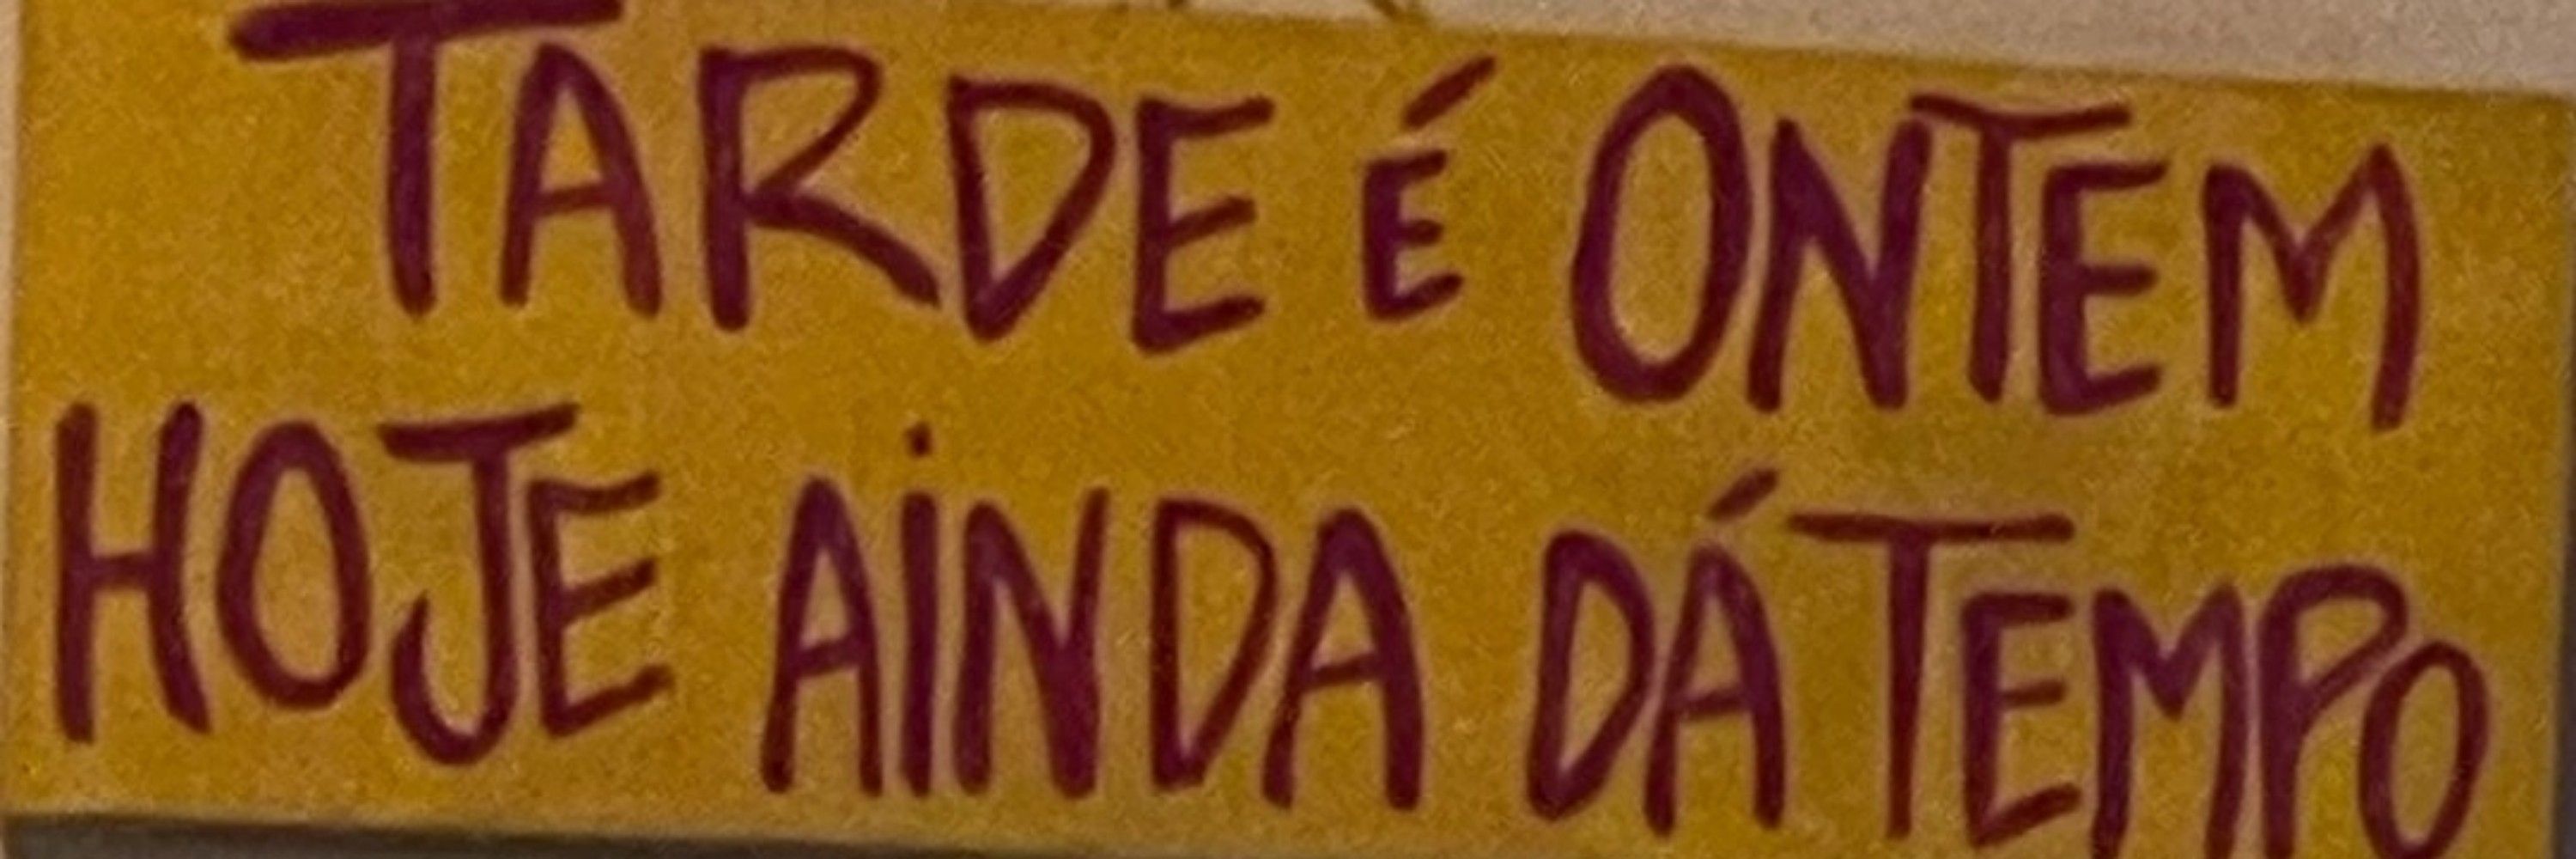 TARDE É ONTEM
HOJE AiNDA DÁ TEMPO